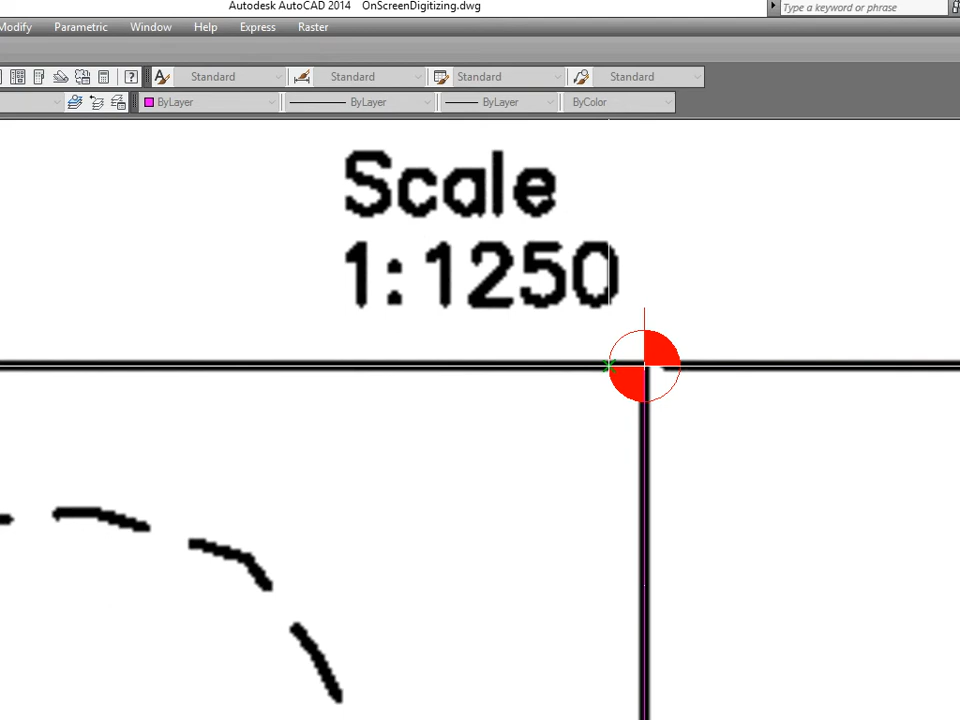 Autodesk AutoCAD 2014 OnScreenDigitizing.dwg
Type a keyword or phrase
Modify Parametric Window Help Express Raster
? A Standard Standard Standard Standard
ByLayer ByLayer ByLayer ByColor
Scale
1:1250